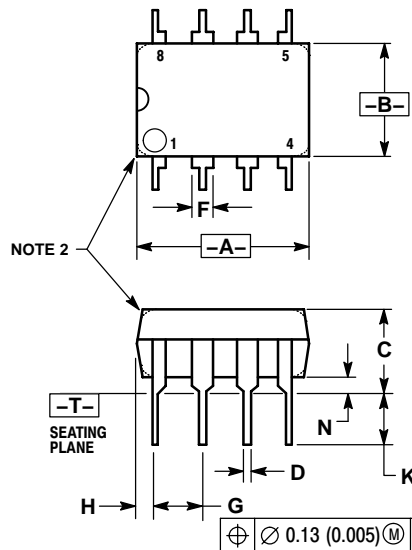 8 5
–B–
1 4
F
NOTE 2
–A–
C
–T–
N
SEATING
PLANE
D
K
H
G
⌖ ∅ 0.13 (0.005) Ⓜ